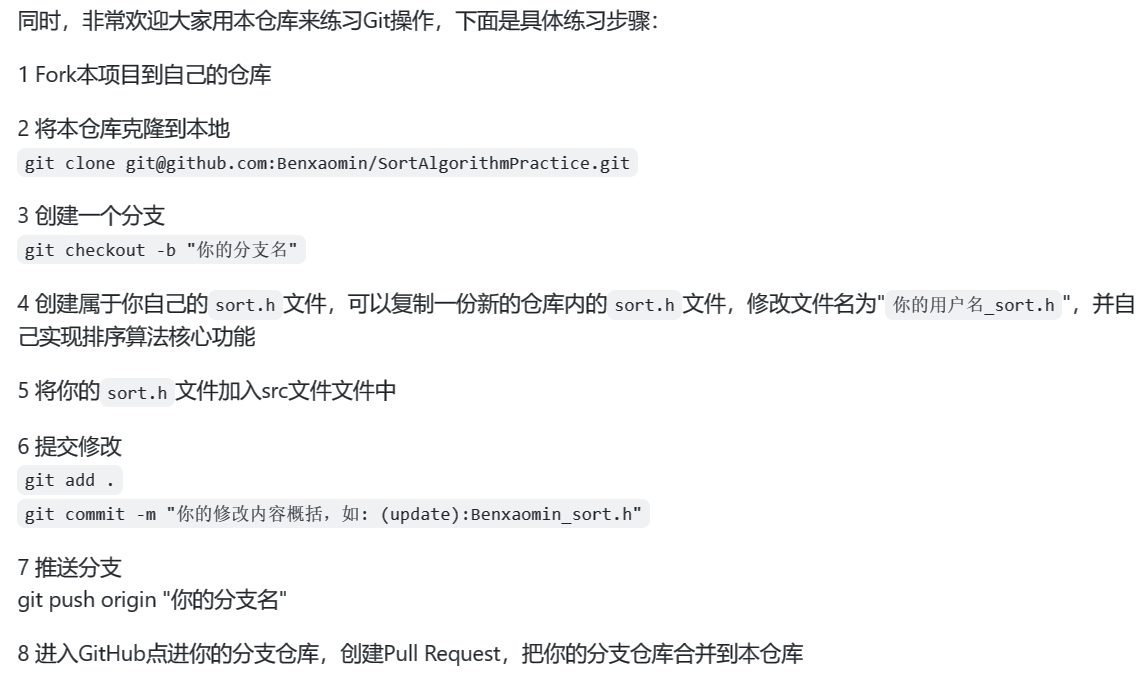 同时，非常欢迎大家用本仓库来练习Git操作，下面是具体练习步骤：
1 Fork本项目到自己的仓库
2 将本仓库克隆到本地
git clone git@github.com:Benxaomin/SortAlgorithmPractice.git
3 创建一个分支
git checkout -b "你的分支名"
4 创建属于你自己的 sort.h 文件，可以复制一份新的仓库内的 sort.h 文件，修改文件名为" 你的用户名_sort.h "，并自
己实现排序算法核心功能
5 将你的 sort.h 文件加入src文件文件中
6 提交修改
git add .
git commit -m "你的修改内容概括，如: (update):Benxaomin_sort.h"
7 推送分支
git push origin "你的分支名"
8 进入GitHub点进你的分支仓库，创建Pull Request，把你的分支仓库合并到本仓库